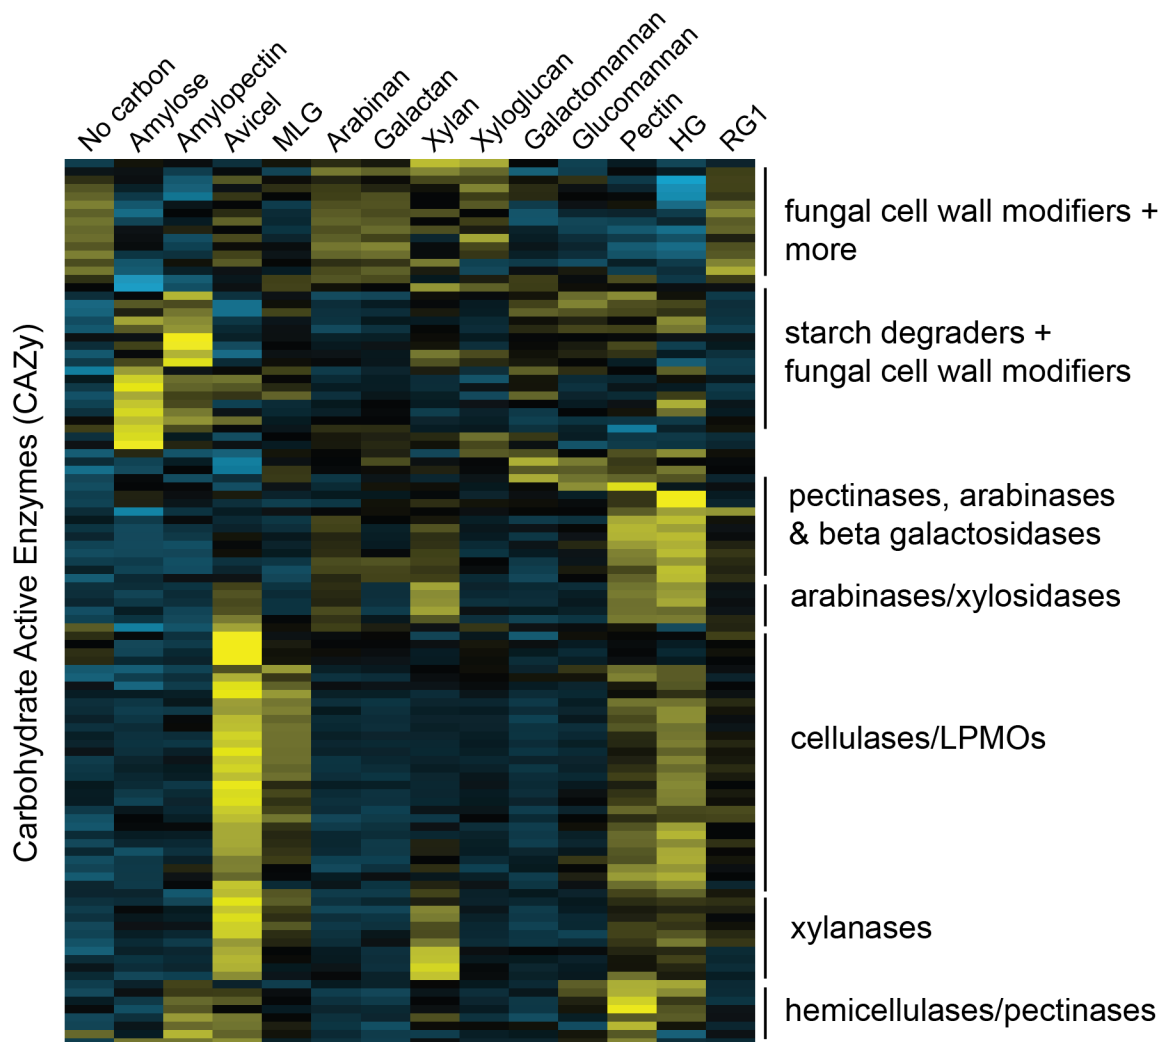 No carbon
Amylose
Amylopectin
Avicel
MLG
Arabinan
Galactan
Xylan
Xyloglucan
Galactomannan
Glucomannan
Pectin
HG
RG1
Carbohydrate Active Enzymes (CAZy)
fungal cell wall modifiers +
more
starch degraders +
fungal cell wall modifiers
pectinases, arabinases
& beta galactosidases
arabinases/xylosidases
cellulases/LPMOs
xylanases
hemicellulases/pectinases